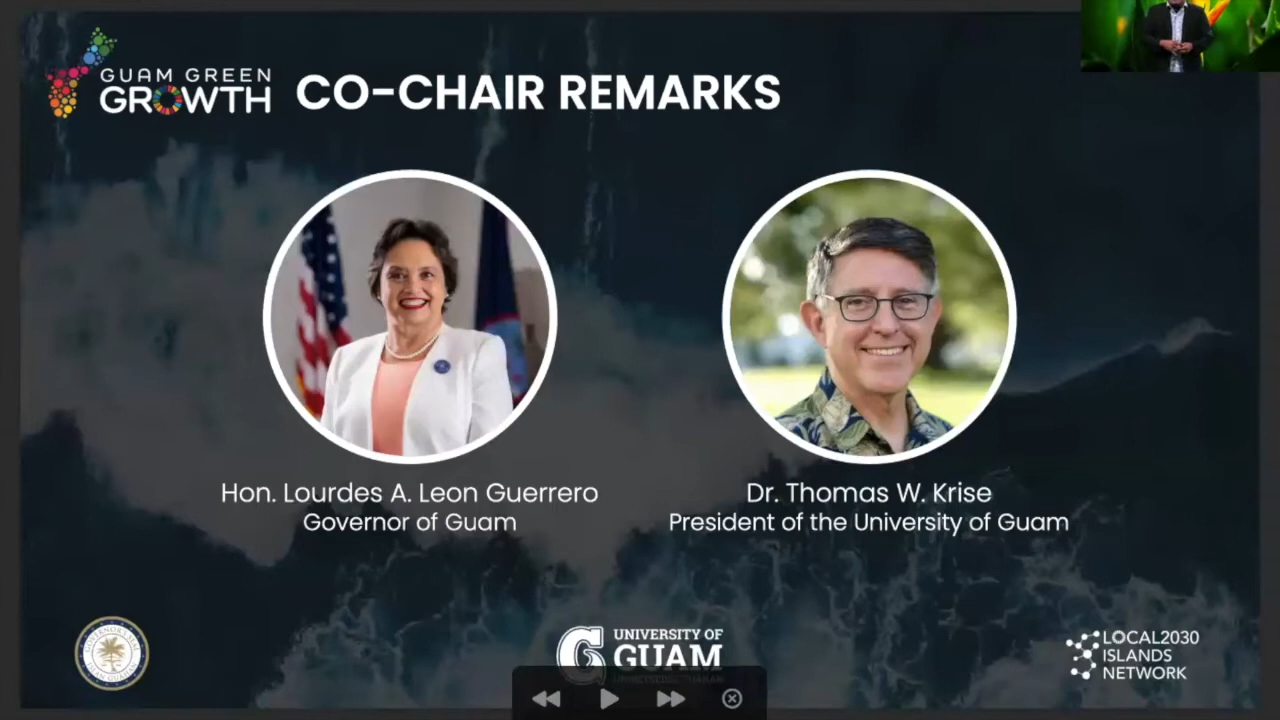 GUAM GREEN
GROWTH
CO-CHAIR REMARKS
Hon. Lourdes A. Leon Guerrero
Governor of Guam
Dr. Thomas W. Krise
President of the University of Guam
UNIVERSITY OF
GUAM
LOCAL2030
ISLANDS
NETWORK